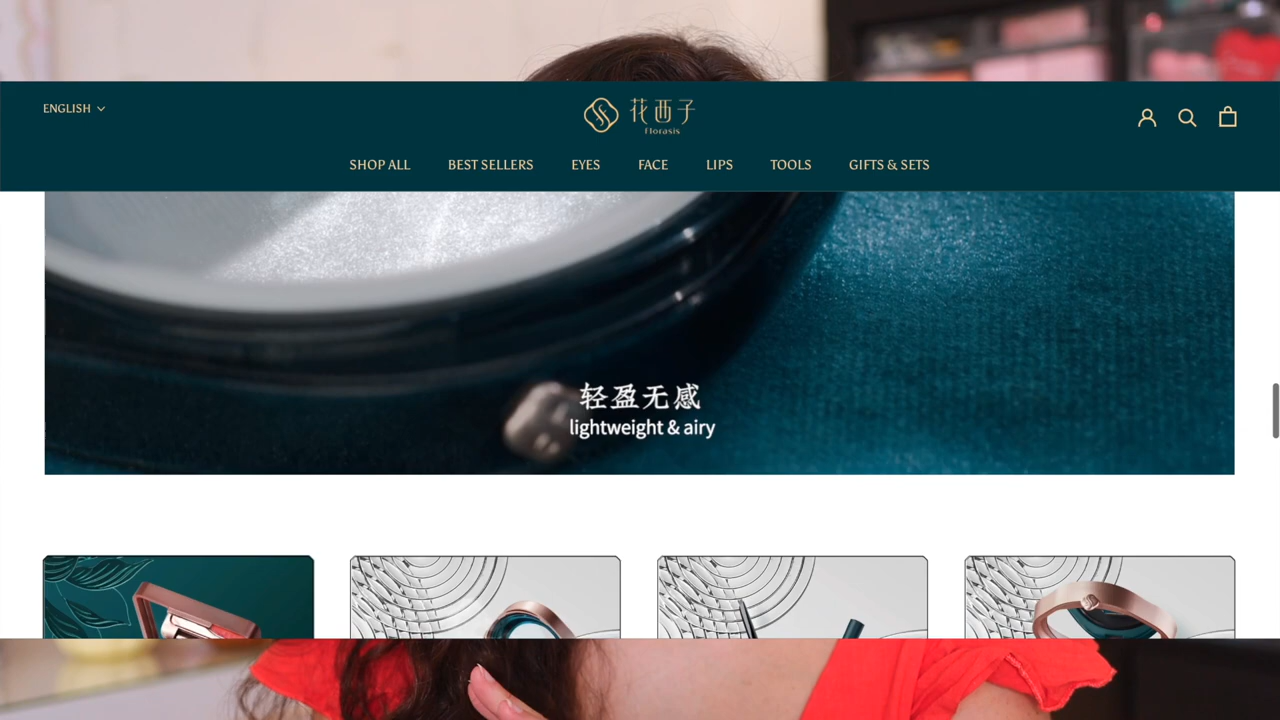 ENGLISH
花西子
Florasis
SHOP ALL
BEST SELLERS
EYES
FACE
LIPS
TOOLS
GIFTS & SETS
轻盈无感
lightweight & airy